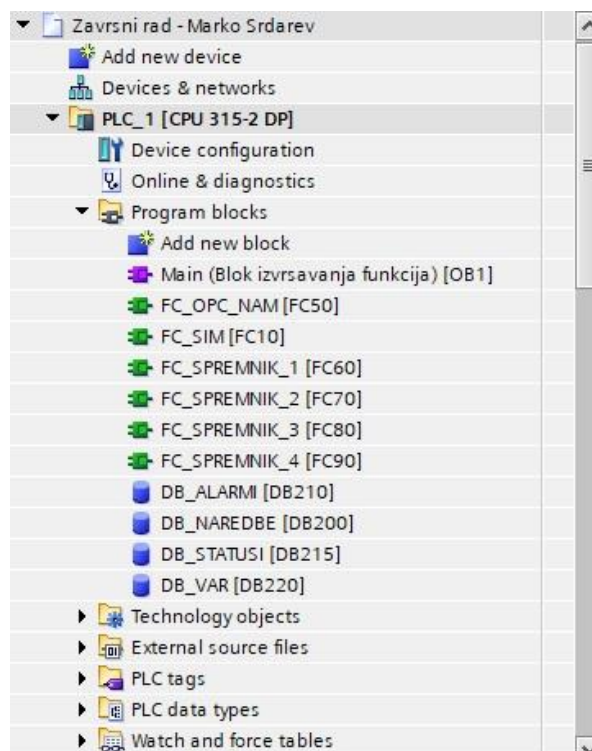 Zavrsni rad - Marko Srdarev
Add new device
Devices & networks
PLC_1 [CPU 315-2 DP]
Device configuration
Online & diagnostics
Program blocks
Add new block
Main (Blok izvrsavanja funkcija) [OB1]
FC_OPC_NAM [FC50]
FC_SIM [FC10]
FC_SPREMNIK_1 [FC60]
FC_SPREMNIK_2 [FC70]
FC_SPREMNIK_3 [FC80]
FC_SPREMNIK_4 [FC90]
DB_ALARMI [DB210]
DB_NAREDBE [DB200]
DB_STATUSI [DB215]
DB_VAR [DB220]
Technology objects
External source files
PLC tags
PLC data types
Watch and force tables